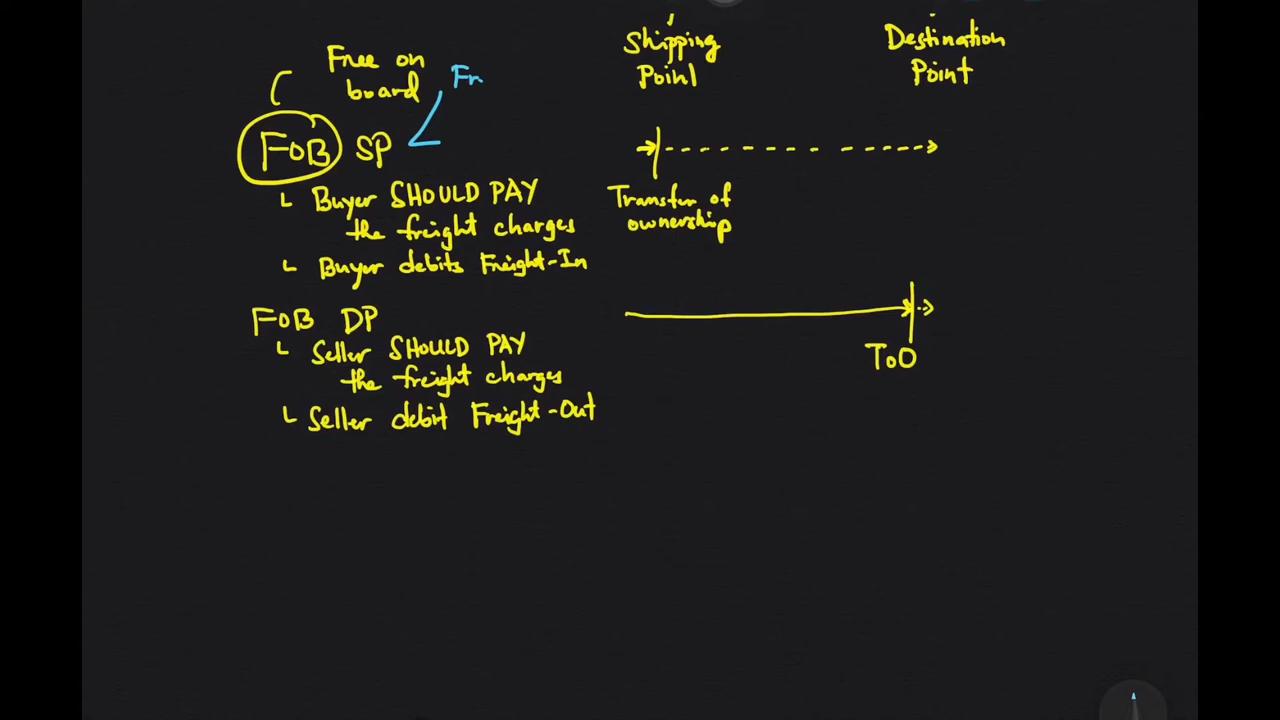 Free on
board
Fr
FOB SP
└ Buyer SHOULD PAY
the freight charges
└ Buyer debits Freight-In
FOB DP
└ Seller SHOULD PAY
the freight charges
└ Seller debit Freight-Out
Shipping
Point
Destination
Point
Transfer of
ownership
ToO